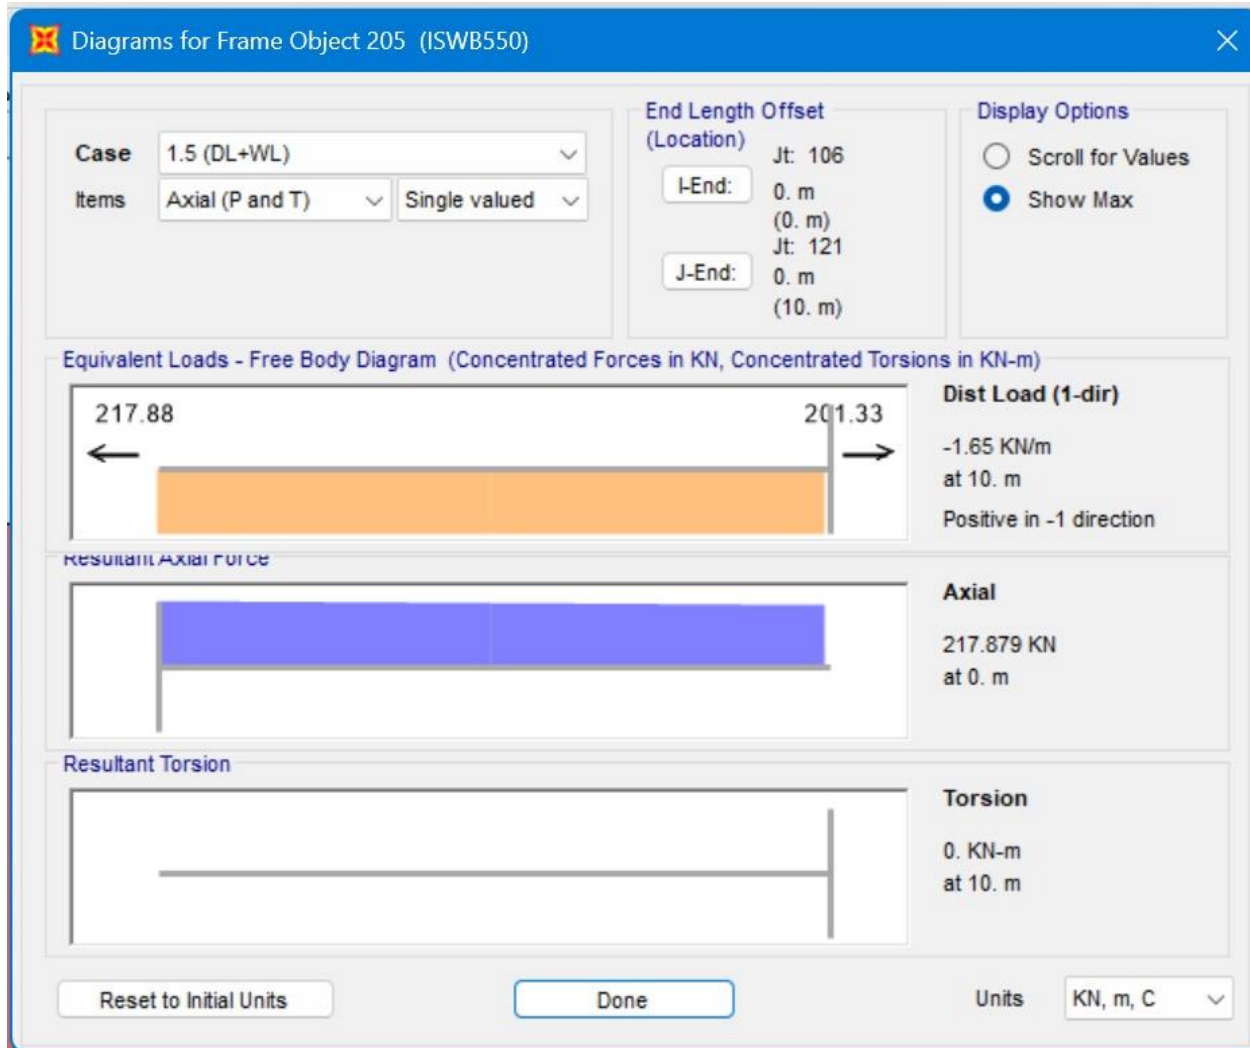 Diagrams for Frame Object 205 (ISWB550)
Case 1.5 (DL+WL)
Items Axial (P and T) Single valued
End Length Offset
(Location)
Jt: 106
I-End: 0. m
(0. m)
Jt: 121
J-End: 0. m
(10. m)
Display Options
Scroll for Values
Show Max
Equivalent Loads - Free Body Diagram (Concentrated Forces in KN, Concentrated Torsions in KN-m)
217.88 201.33
Dist Load (1-dir)
-1.65 KN/m
at 10. m
Positive in -1 direction
Resultant Axial Force
Axial
217.879 KN
at 0. m
Resultant Torsion
Torsion
0. KN-m
at 10. m
Reset to Initial Units Done Units KN, m, C